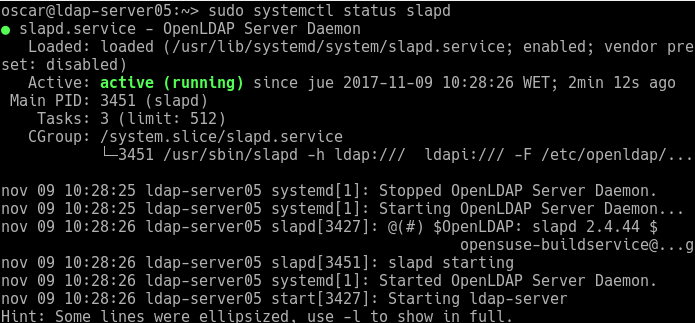 oscar@ldap-server05:~> sudo systemctl status slapd
● slapd.service - OpenLDAP Server Daemon
   Loaded: loaded (/usr/lib/systemd/system/slapd.service; enabled; vendor pre
set: disabled)
   Active: active (running) since jue 2017-11-09 10:28:26 WET; 2min 12s ago
 Main PID: 3451 (slapd)
    Tasks: 3 (limit: 512)
   CGroup: /system.slice/slapd.service
           └─3451 /usr/sbin/slapd -h ldap:///  ldapi:/// -F /etc/openldap/...

nov 09 10:28:25 ldap-server05 systemd[1]: Stopped OpenLDAP Server Daemon.
nov 09 10:28:25 ldap-server05 systemd[1]: Starting OpenLDAP Server Daemon...
nov 09 10:28:26 ldap-server05 slapd[3427]: @(#) $OpenLDAP: slapd 2.4.44 $
                                                   opensuse-buildservice@...g
nov 09 10:28:26 ldap-server05 slapd[3451]: slapd starting
nov 09 10:28:26 ldap-server05 systemd[1]: Started OpenLDAP Server Daemon.
nov 09 10:28:26 ldap-server05 start[3427]: Starting ldap-server
Hint: Some lines were ellipsized, use -l to show in full.